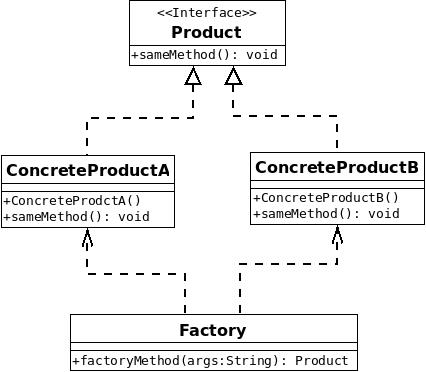 <<Interface>>
Product
+sameMethod(): void
ConcreteProductA
+ConcreteProdctA()
+sameMethod(): void
ConcreteProductB
+ConcreteProductB()
+sameMethod(): void
Factory
+factoryMethod(args:String): Product